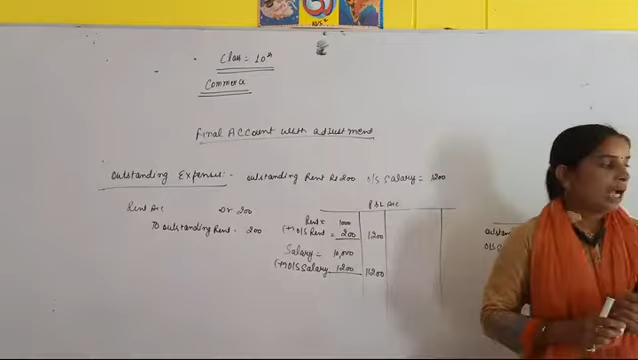 Class = 10th
Commerce
Final Account with adjustment
Outstanding Expenses:- outstanding Rent Rs 200 O/S Salary = 1200
Rent A/c Dr 200
To outstanding Rent - 200
P & L A/c
Rent = 1000
(+) O/S Rent = 200 1200
Salary = 10,000
(+) O/S Salary 1200 11200